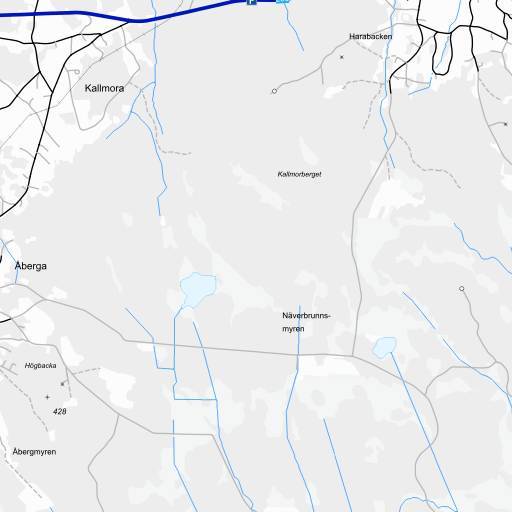 P
Harabacken
Kallmora
Kallmorberget
Åberga
Näverbrunns-
myren
Högbacka
428
Åbergmyren